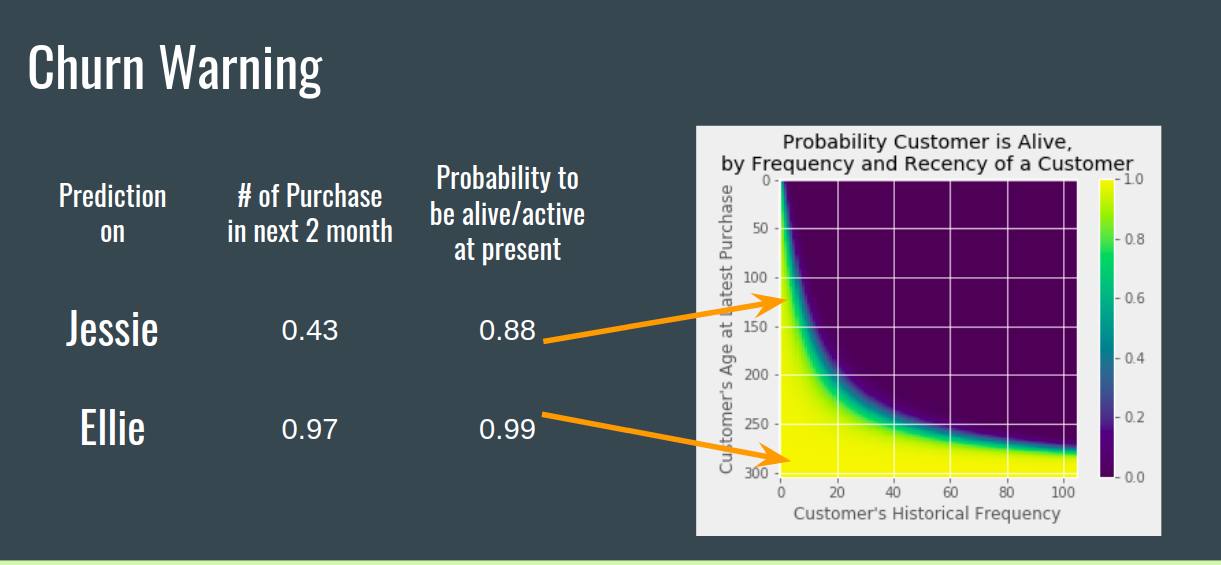 Churn Warning
Prediction
on
# of Purchase
in next 2 month
Probability to
be alive/active
at present
Jessie
0.43
0.88
Ellie
0.97
0.99
Probability Customer is Alive,
by Frequency and Recency of a Customer
Customer's Age at Latest Purchase
0
50
100
150
200
250
300
0
20
40
60
80
100
Customer's Historical Frequency
1.0
0.8
0.6
0.4
0.2
0.0